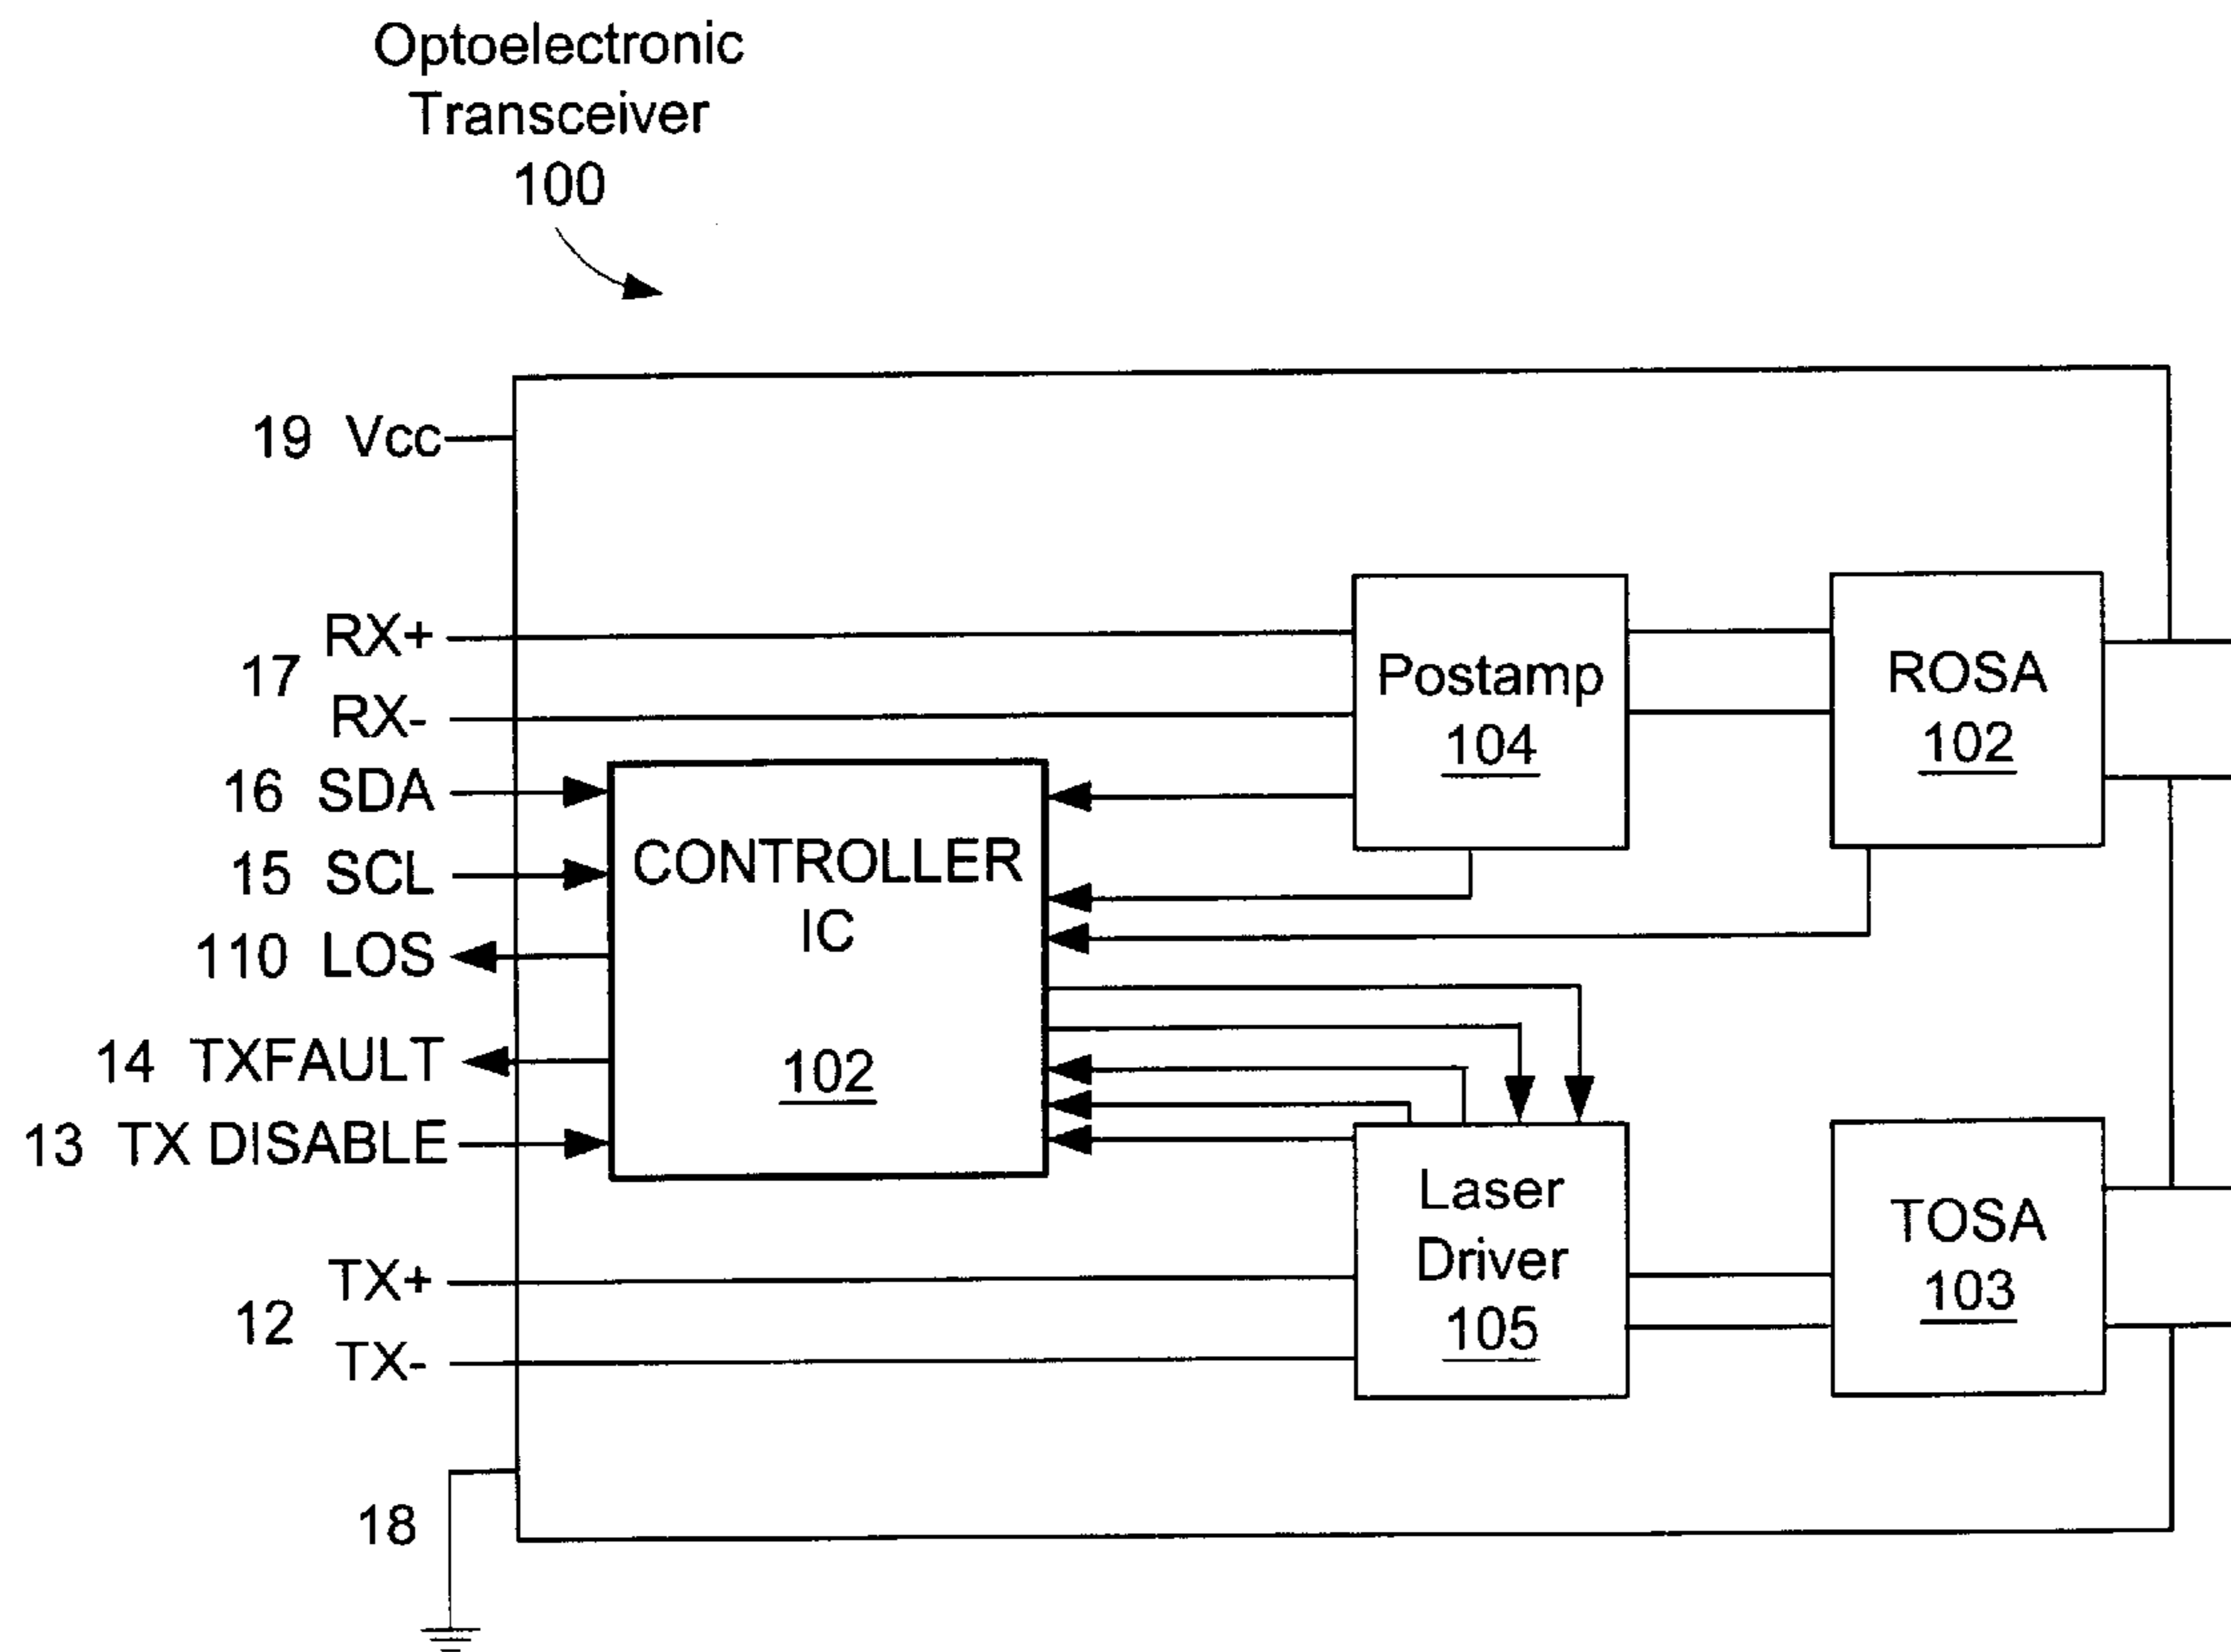 Optoelectronic
Transceiver
100
19 Vcc
RX+
17
RX-
16 SDA
15 SCL
110 LOS
14 TXFAULT
13 TX DISABLE
TX+
12
TX-
18
CONTROLLER
IC
102
Postamp
104
ROSA
102
Laser
Driver
105
TOSA
103